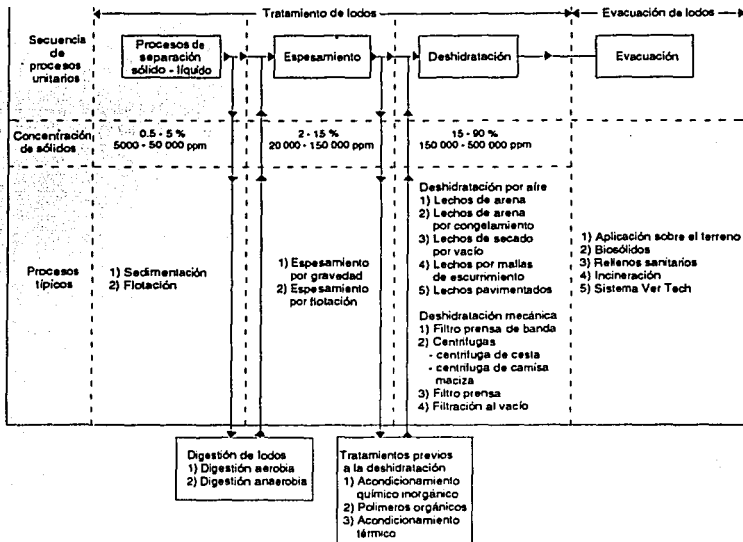 Tratamiento de lodos
Evacuación de lodos
Secuencia
de
procesos
unitarios
Procesos de
separación
sólido - líquido
Espesamiento
Deshidratación
Evacuación
Concentración
de sólidos
0.5 - 5 %
5000 - 50 000 ppm
2 - 15 %
20 000 - 150 000 ppm
15 - 90 %
150 000 - 500 000 ppm
Procesos
típicos
1) Sedimentación
2) Flotación
1) Espesamiento
por gravedad
2) Espesamiento
por flotación
Deshidratación por aire
1) Lechos de arena
2) Lechos de arena
por congelamiento
3) Lechos de secado
por vacío
4) Lechos por mallas
de escurrimiento
5) Lechos pavimentados
Deshidratación mecánica
1) Filtro prensa de banda
2) Centrífugas
- centrífuga de cesta
- centrífuga de camisa
maciza
3) Filtro prensa
4) Filtración al vacío
1) Aplicación sobre el terreno
2) Biosólidos
3) Rellenos sanitarios
4) Incineración
5) Sistema Ver Tech
Digestión de lodos
1) Digestión aerobia
2) Digestión anaerobia
Tratamientos previos
a la deshidratación
1) Acondicionamiento
químico inorgánico
2) Polímeros orgánicos
3) Acondicionamiento
térmico